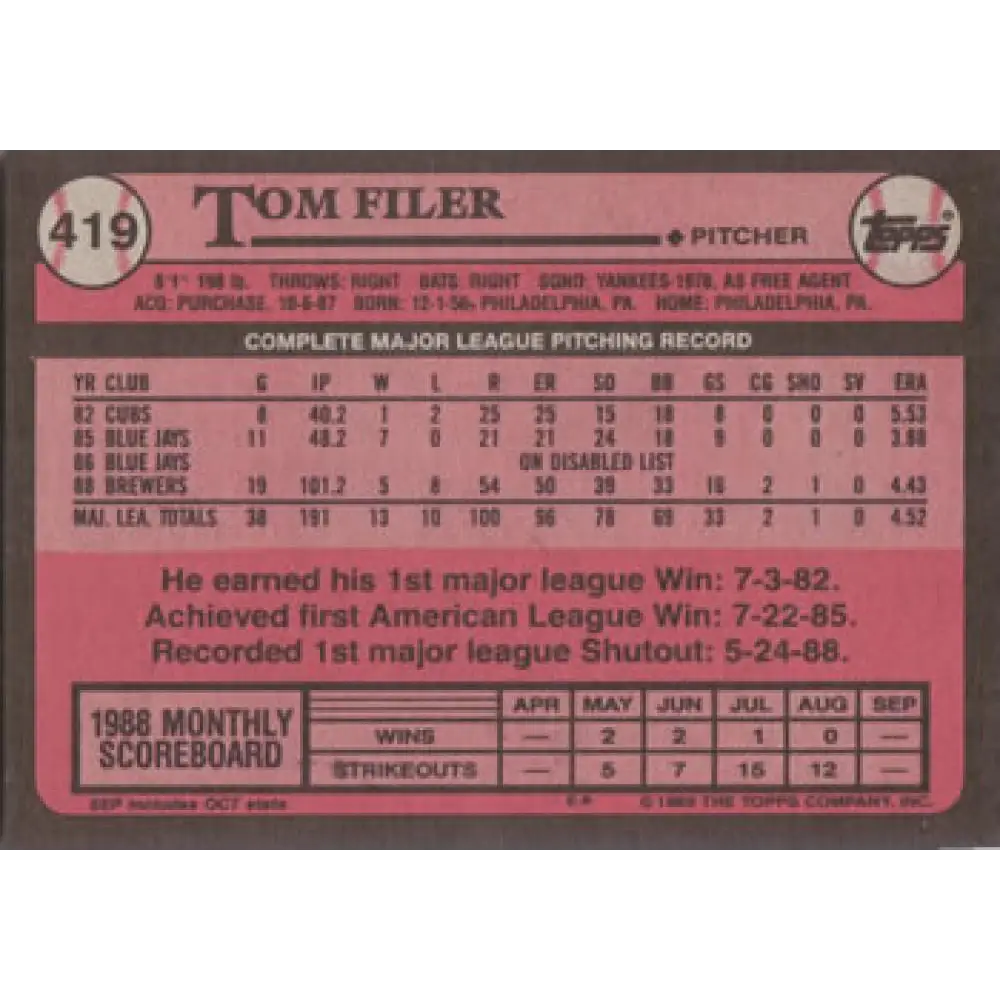 419
TOM FILER
◆ PITCHER
TOPPS®
6'1" 198 lb. THROWS: RIGHT BATS: RIGHT SGND: YANKEES-1978, AS FREE AGENT
ACQ: PURCHASE, 10-6-87 BORN: 12-1-56, PHILADELPHIA, PA. HOME: PHILADELPHIA, PA.
COMPLETE MAJOR LEAGUE PITCHING RECORD
YR CLUB G IP W L R ER SO BB GS CG SHO SV ERA
82 CUBS 8 40.2 1 2 25 25 15 18 8 0 0 0 5.53
85 BLUE JAYS 11 48.2 7 0 21 21 24 18 9 0 0 0 3.88
86 BLUE JAYS ON DISABLED LIST
88 BREWERS 19 101.2 5 8 54 50 39 33 16 2 1 0 4.43
MAJ. LEA. TOTALS 38 191 13 10 100 96 78 69 33 2 1 0 4.52
He earned his 1st major league Win: 7-3-82.
Achieved first American League Win: 7-22-85.
Recorded 1st major league Shutout: 5-24-88.
1988 MONTHLY SCOREBOARD
APR MAY JUN JUL AUG SEP
WINS — 2 2 1 0 —
STRIKEOUTS — 5 7 15 12 —
SEP includes OCT stats © 1989 THE TOPPS COMPANY, INC.